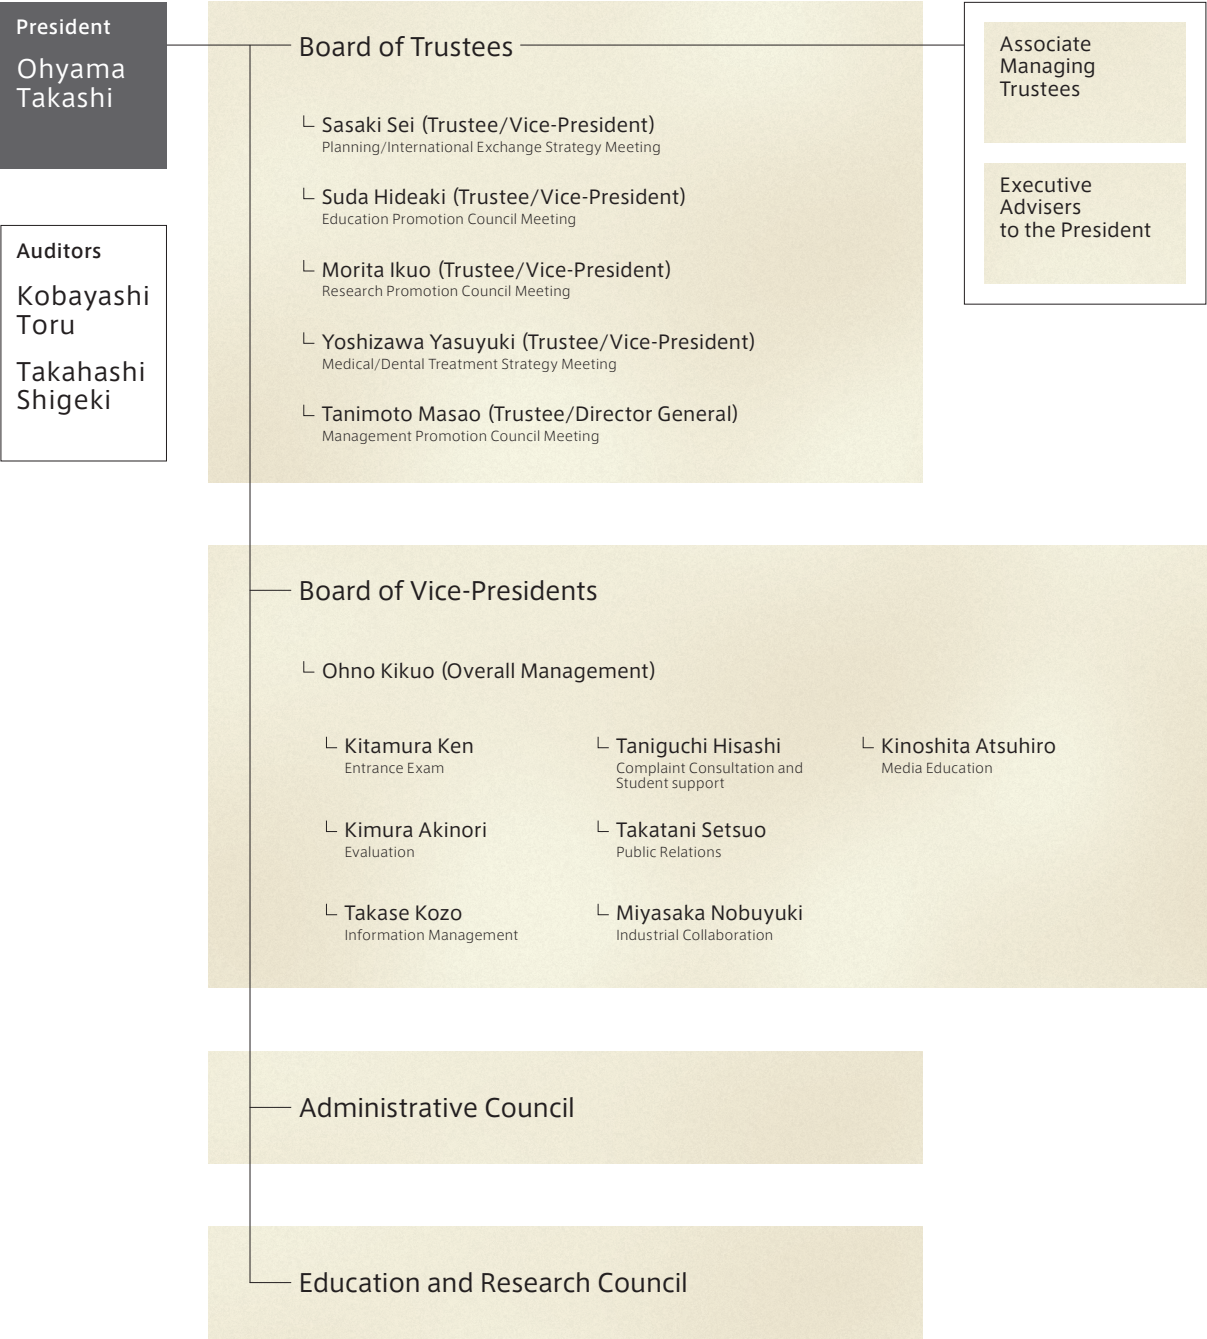 President
Ohyama
Takashi
Auditors
Kobayashi
Toru
Takahashi
Shigeki
Board of Trustees
Sasaki Sei (Trustee/Vice-President)
Planning/International Exchange Strategy Meeting
Suda Hideaki (Trustee/Vice-President)
Education Promotion Council Meeting
Morita Ikuo (Trustee/Vice-President)
Research Promotion Council Meeting
Yoshizawa Yasuyuki (Trustee/Vice-President)
Medical/Dental Treatment Strategy Meeting
Tanimoto Masao (Trustee/Director General)
Management Promotion Council Meeting
Associate
Managing
Trustees
Executive
Advisers
to the President
Board of Vice-Presidents
Ohno Kikuo (Overall Management)
Kitamura Ken
Entrance Exam
Taniguchi Hisashi
Complaint Consultation and
Student support
Kinoshita Atsuhiro
Media Education
Kimura Akinori
Evaluation
Takatani Setsuo
Public Relations
Takase Kozo
Information Management
Miyasaka Nobuyuki
Industrial Collaboration
Administrative Council
Education and Research Council